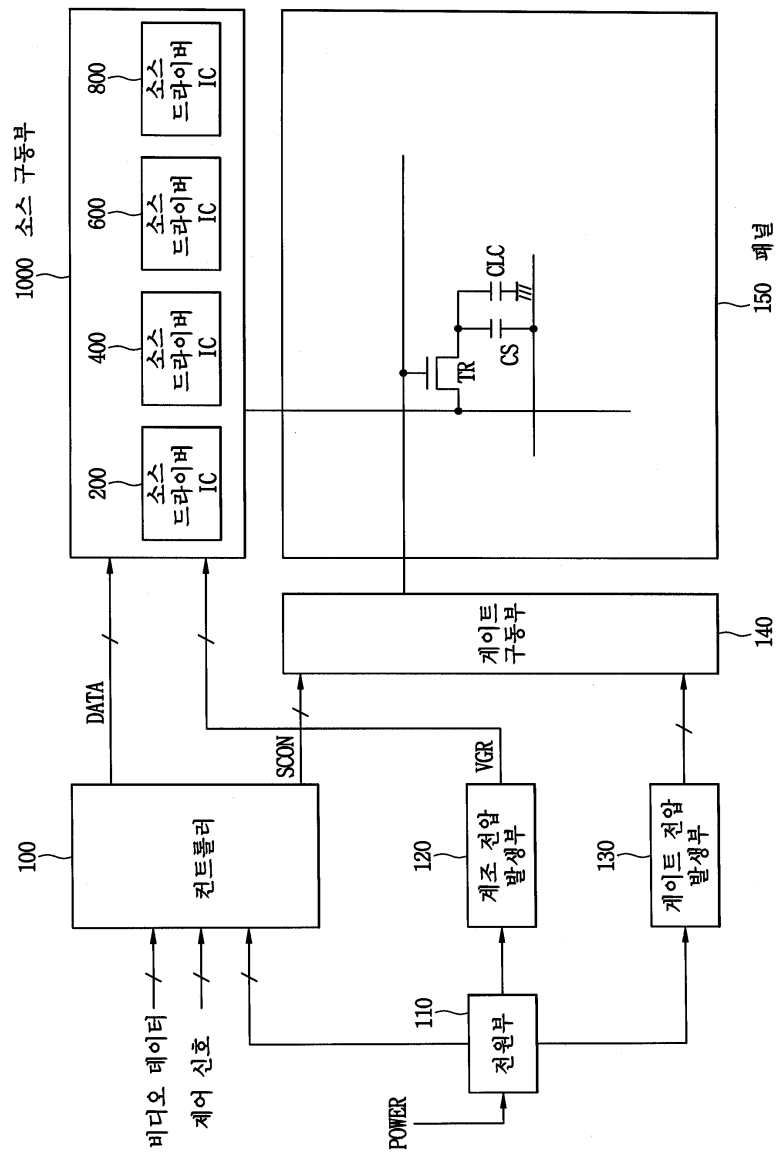 1000 소스 구동부
200
소스
드라이버
IC
400
소스
드라이버
IC
600
소스
드라이버
IC
800
소스
드라이버
IC
비디오 데이터
제어 신호
100
컨트롤러
DATA
SCON
POWER
110
전원부
120
계조 전압
발생부
VGR
130
게이트 전압
발생부
게이트
구동부
140
TR
CS
CLC
150 패널